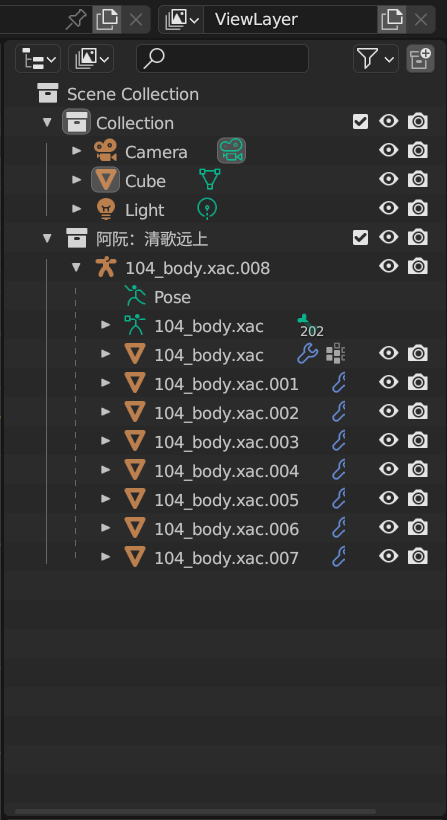 ViewLayer
Scene Collection
Collection
Camera
Cube
Light
阿阮：清歌远上
104_body.xac.008
Pose
104_body.xac 202
104_body.xac
104_body.xac.001
104_body.xac.002
104_body.xac.003
104_body.xac.004
104_body.xac.005
104_body.xac.006
104_body.xac.007